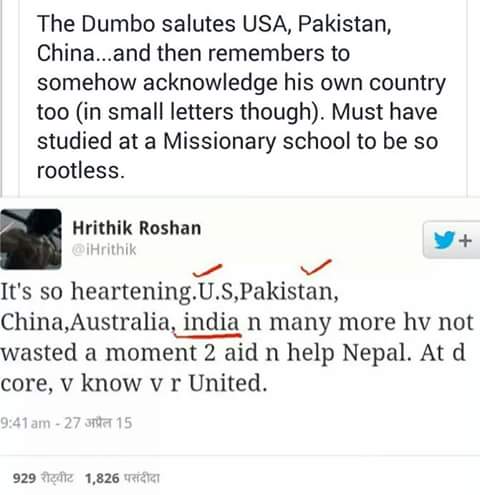 The Dumbo salutes USA, Pakistan,
China...and then remembers to
somehow acknowledge his own country
too (in small letters though). Must have
studied at a Missionary school to be so
rootless.
Hrithik Roshan
@iHrithik
It's so heartening.U.S,Pakistan,
China,Australia, india n many more hv not
wasted a moment 2 aid n help Nepal. At d
core, v know v r United.
9:41 am - 27 अप्रैल 15
929 रीट्वीट 1,826 पसंदीदा